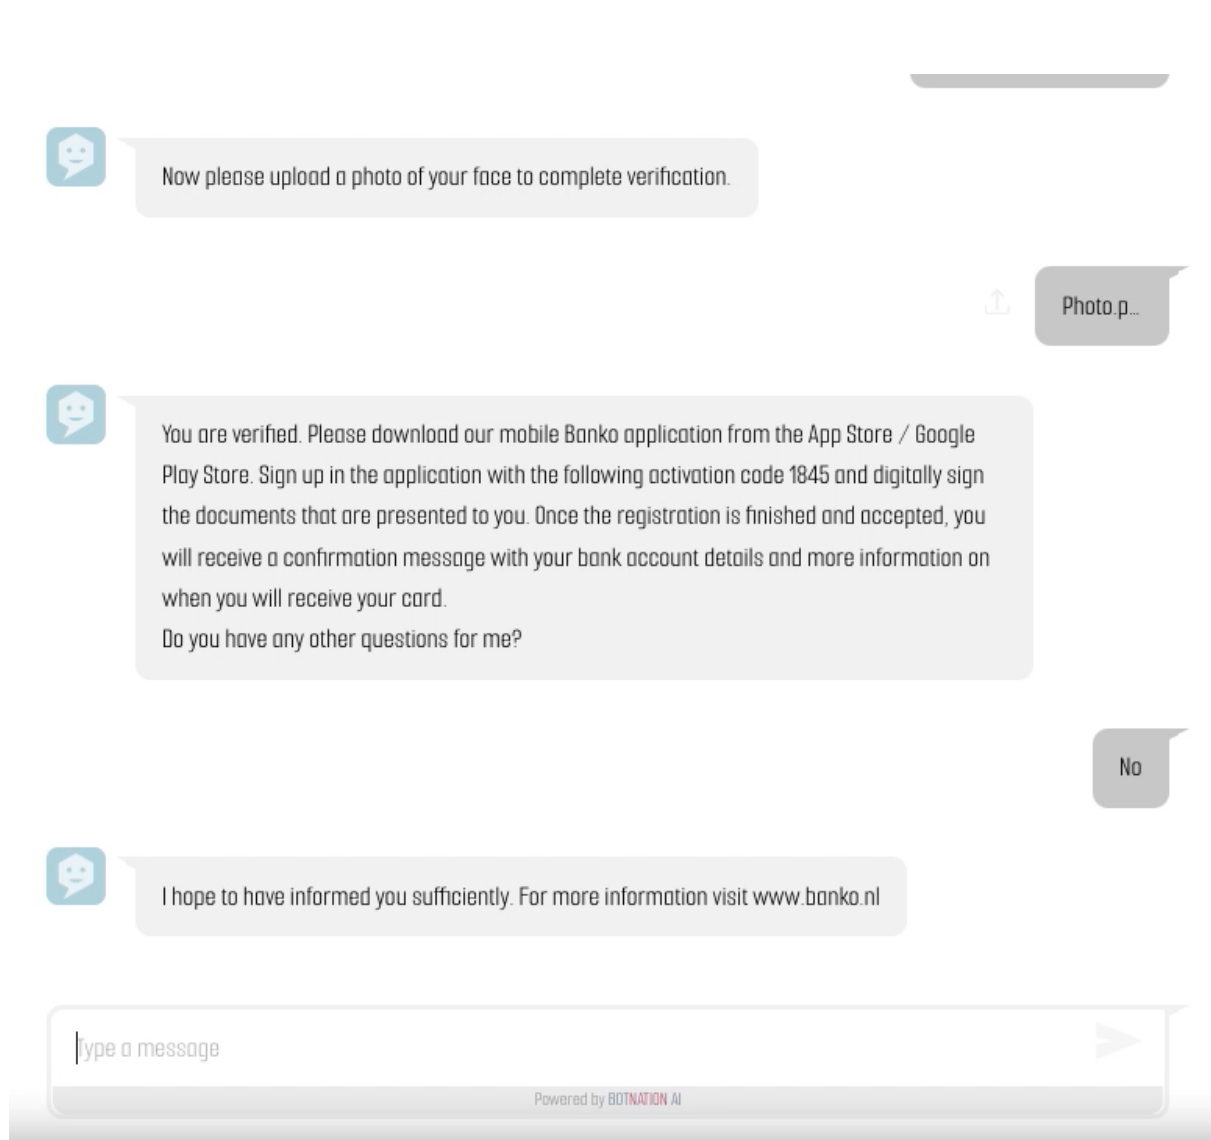 Now please upload a photo of your face to complete verification.
Photo.p...
You are verified. Please download our mobile Banko application from the App Store / Google
Play Store. Sign up in the application with the following activation code 1845 and digitally sign
the documents that are presented to you. Once the registration is finished and accepted, you
will receive a confirmation message with your bank account details and more information on
when you will receive your card.
Do you have any other questions for me?
No
I hope to have informed you sufficiently. For more information visit www.banko.nl
Type a message
Powered by BOTNATION AI